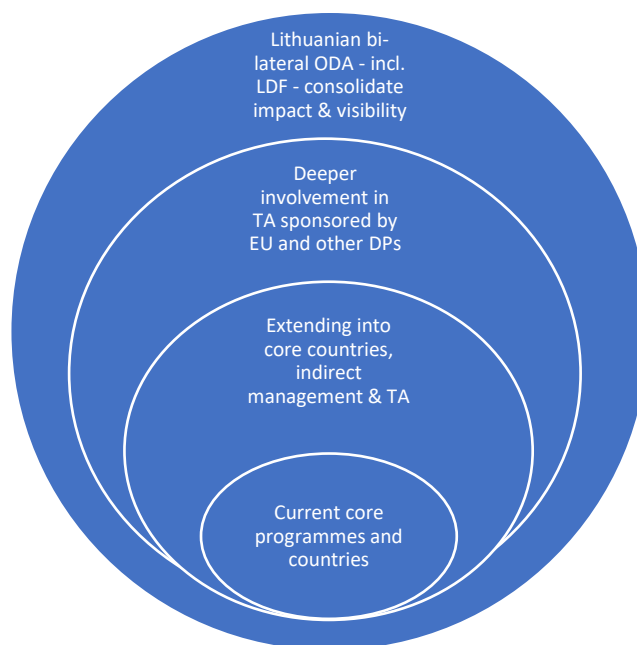 Lithuanian bi-
lateral ODA - incl.
LDF - consolidate
impact & visibility
Deeper
involvement in
TA sponsored by
EU and other DPs
Extending into
core countries,
indirect
management & TA
Current core
programmes and
countries